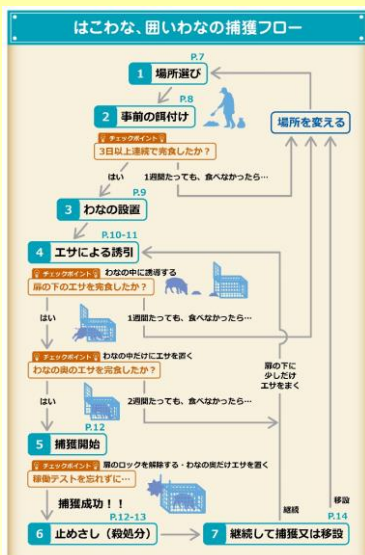 はこわな、囲いわなの捕獲フロー
P.7
1 場所選び
P.8
2 事前の餌付け
場所を変える
チェックポイント
3日以上連続で完食したか？
はい
1週間たっても、食べなかったら…
P.9
3 わなの設置
P.10-11
4 エサによる誘引
チェックポイント わなの中に誘導する
扉の下のエサを完食したか？
はい
1週間たっても、食べなかったら…
チェックポイント わなの中だけにエサを置く
わなの奥のエサを完食したか？
扉の下に
少しだけ
エサをまく
はい
2週間たっても、食べなかったら…
P.12
5 捕獲開始
チェックポイント 扉のロックを解除する・わなの奥だけエサを置く
稼働テストを忘れずに…
捕獲成功！！
継続
移設
P.12-13
P.14
6 止めさし（殺処分）
7 継続して捕獲又は移設